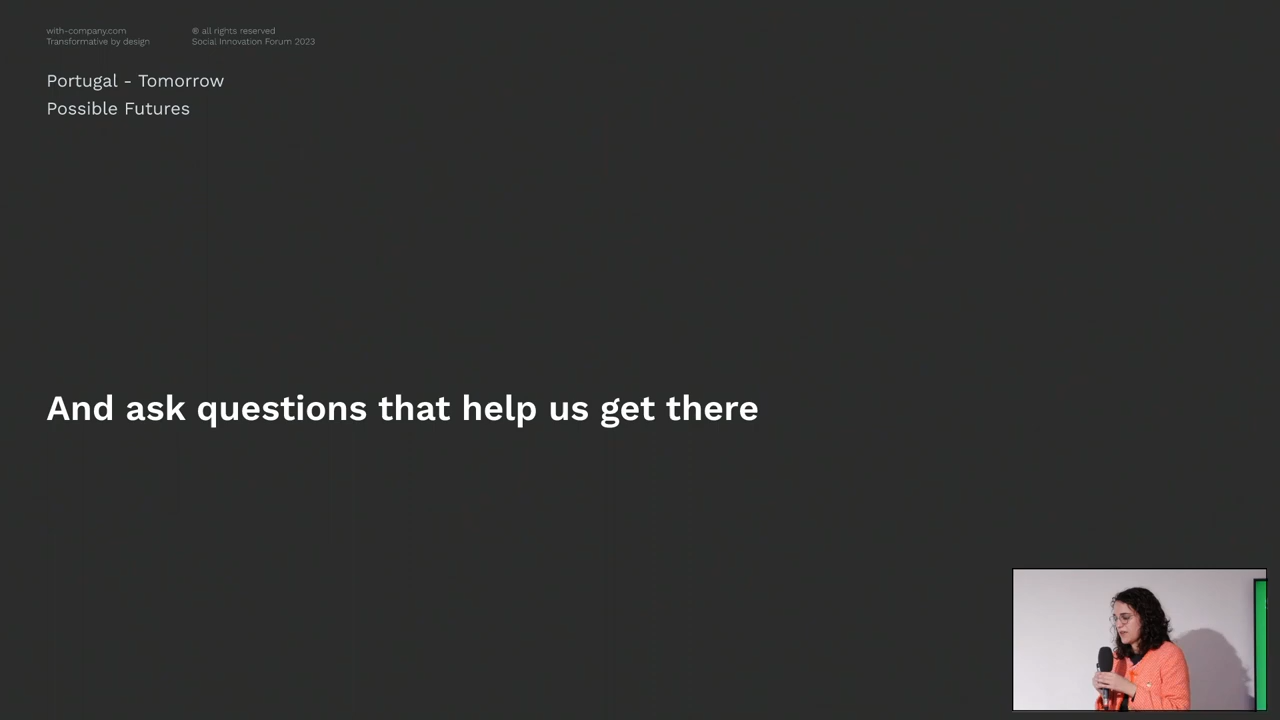 with-company.com
Transformative by design
® all rights reserved
Social Innovation Forum 2023
Portugal - Tomorrow
Possible Futures
And ask questions that help us get there